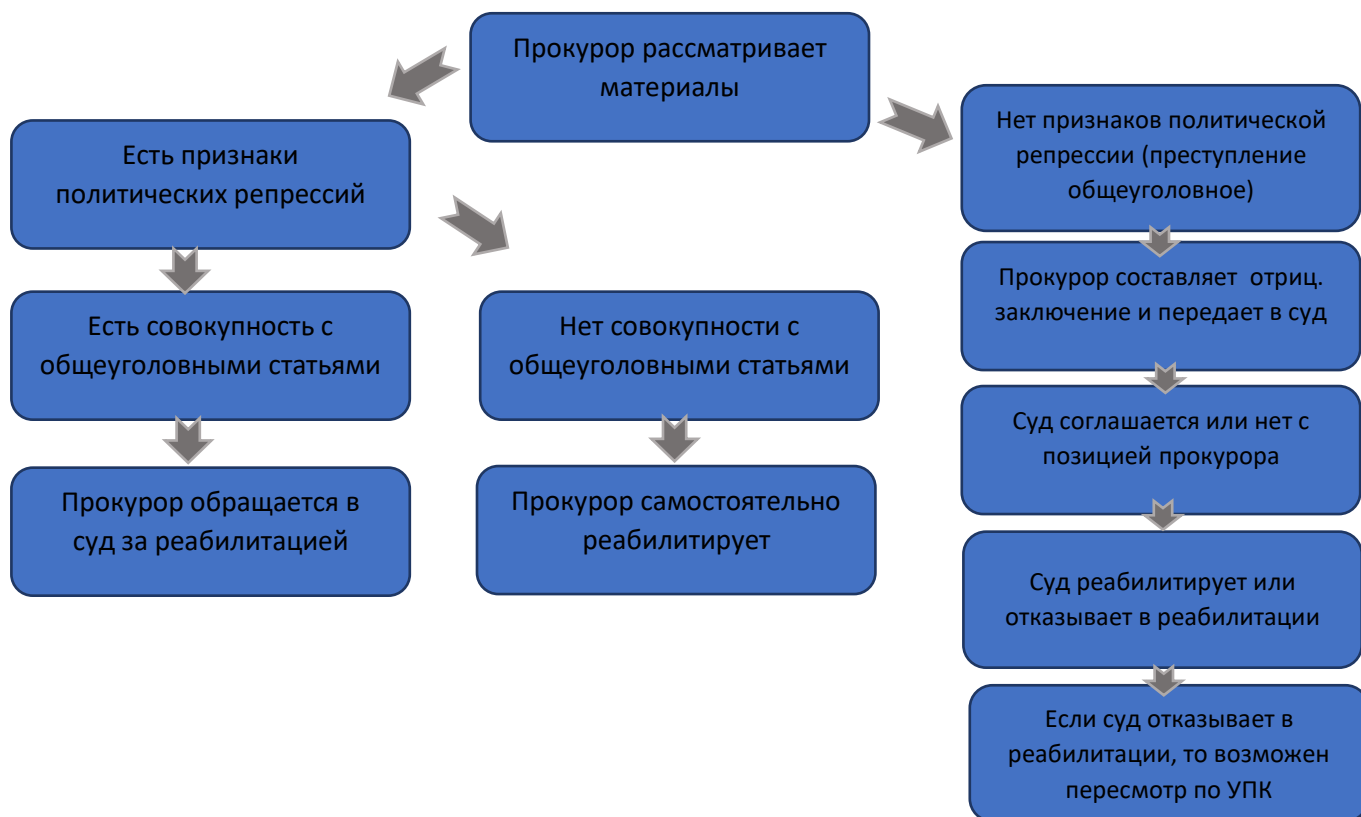 Прокурор рассматривает
материалы
Есть признаки
политических репрессий
Нет признаков политической
репрессии (преступление
общеуголовное)
Есть совокупность с
общеуголовными статьями
Нет совокупности с
общеуголовными статьями
Прокурор составляет отриц.
заключение и передает в суд
Прокурор обращается в
суд за реабилитацией
Прокурор самостоятельно
реабилитирует
Суд соглашается или нет с
позицией прокурора
Суд реабилитирует или
отказывает в реабилитации
Если суд отказывает в
реабилитации, то возможен
пересмотр по УПК